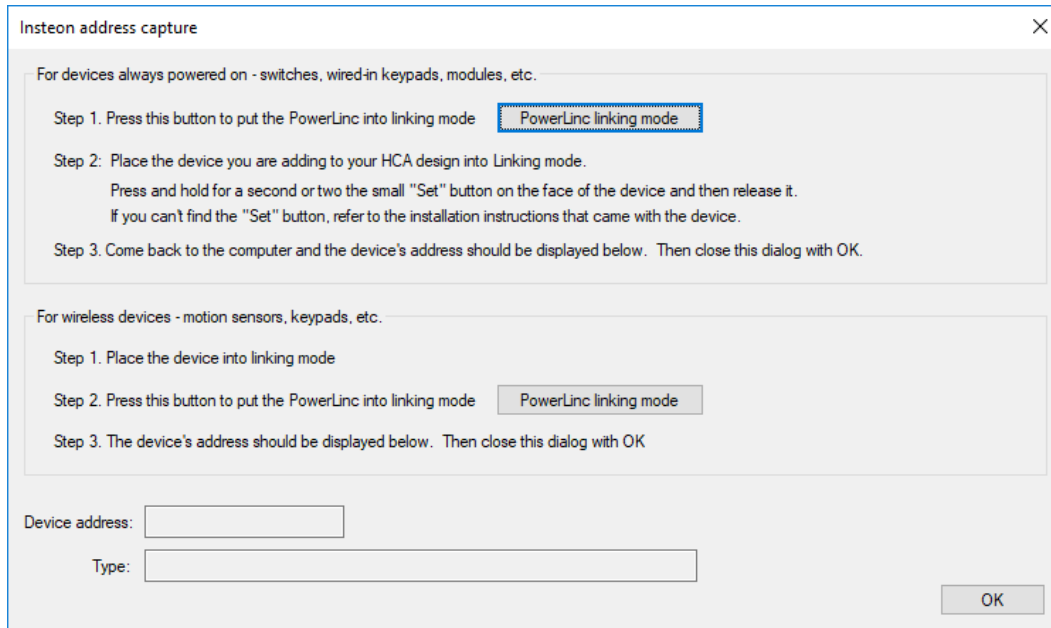 Insteon address capture
For devices always powered on - switches, wired-in keypads, modules, etc.
Step 1. Press this button to put the PowerLinc into linking mode
PowerLinc linking mode
Step 2:  Place the device you are adding to your HCA design into Linking mode.
Press and hold for a second or two the small "Set" button on the face of the device and then release it.
If you can't find the "Set" button, refer to the installation instructions that came with the device.
Step 3. Come back to the computer and the device's address should be displayed below.  Then close this dialog with OK.
For wireless devices - motion sensors, keypads, etc.
Step 1. Place the device into linking mode
Step 2. Press this button to put the PowerLinc into linking mode
PowerLinc linking mode
Step 3. The device's address should be displayed below.  Then close this dialog with OK
Device address:
Type:
OK